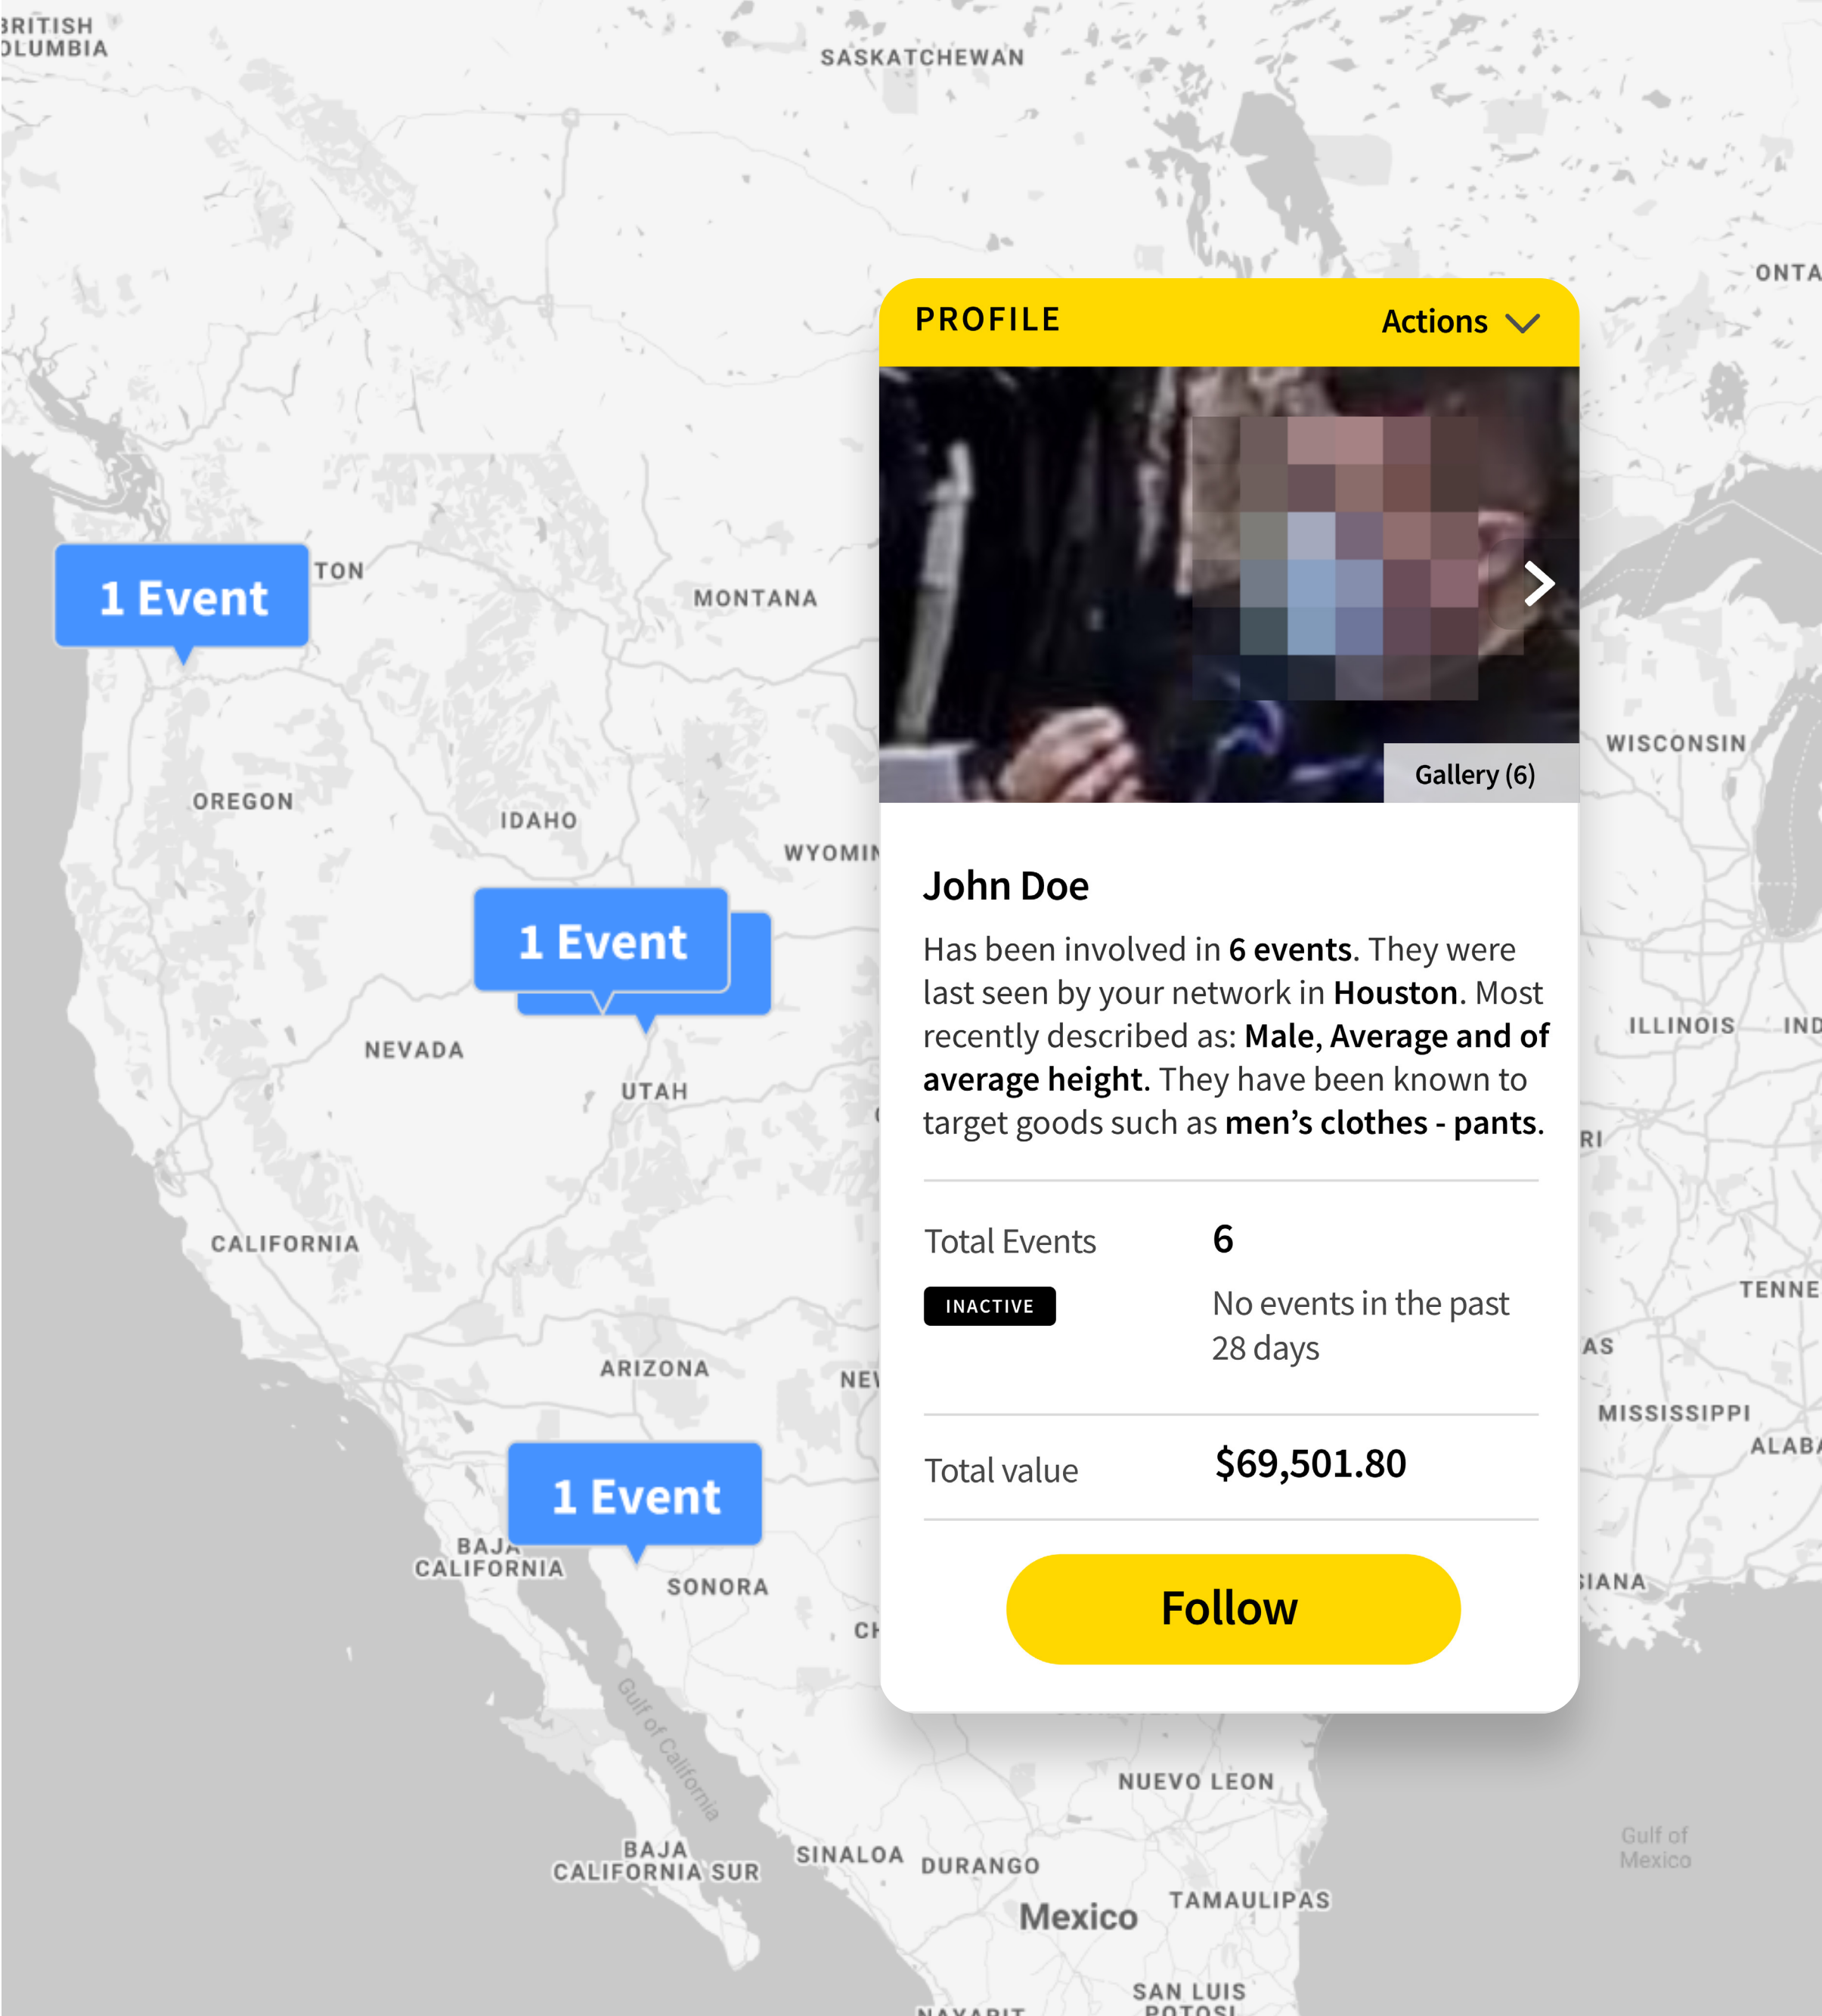 BRITISH
OLUMBIA
SASKATCHEWAN
ONTA
PROFILE
Actions
1 Event
TON
MONTANA
Gallery (6)
WISCONSIN
OREGON
IDAHO
WYOMIN
John Doe
Has been involved in 6 events. They were
last seen by your network in Houston. Most
recently described as: Male, Average and of
average height. They have been known to
target goods such as men’s clothes - pants.
1 Event
NEVADA
UTAH
ILLINOIS
IND
RI
Total Events
6
INACTIVE
No events in the past
28 days
CALIFORNIA
TENNE
AS
ARIZONA
NEW
MISSISSIPPI
ALABA
Total value
$69,501.80
1 Event
BAJA
CALIFORNIA
SONORA
CH
SIANA
Follow
Gulf of California
NUEVO LEON
Gulf of
Mexico
BAJA
CALIFORNIA SUR
SINALOA
DURANGO
TAMAULIPAS
Mexico
SAN LUIS
POTOSI
NAYARIT